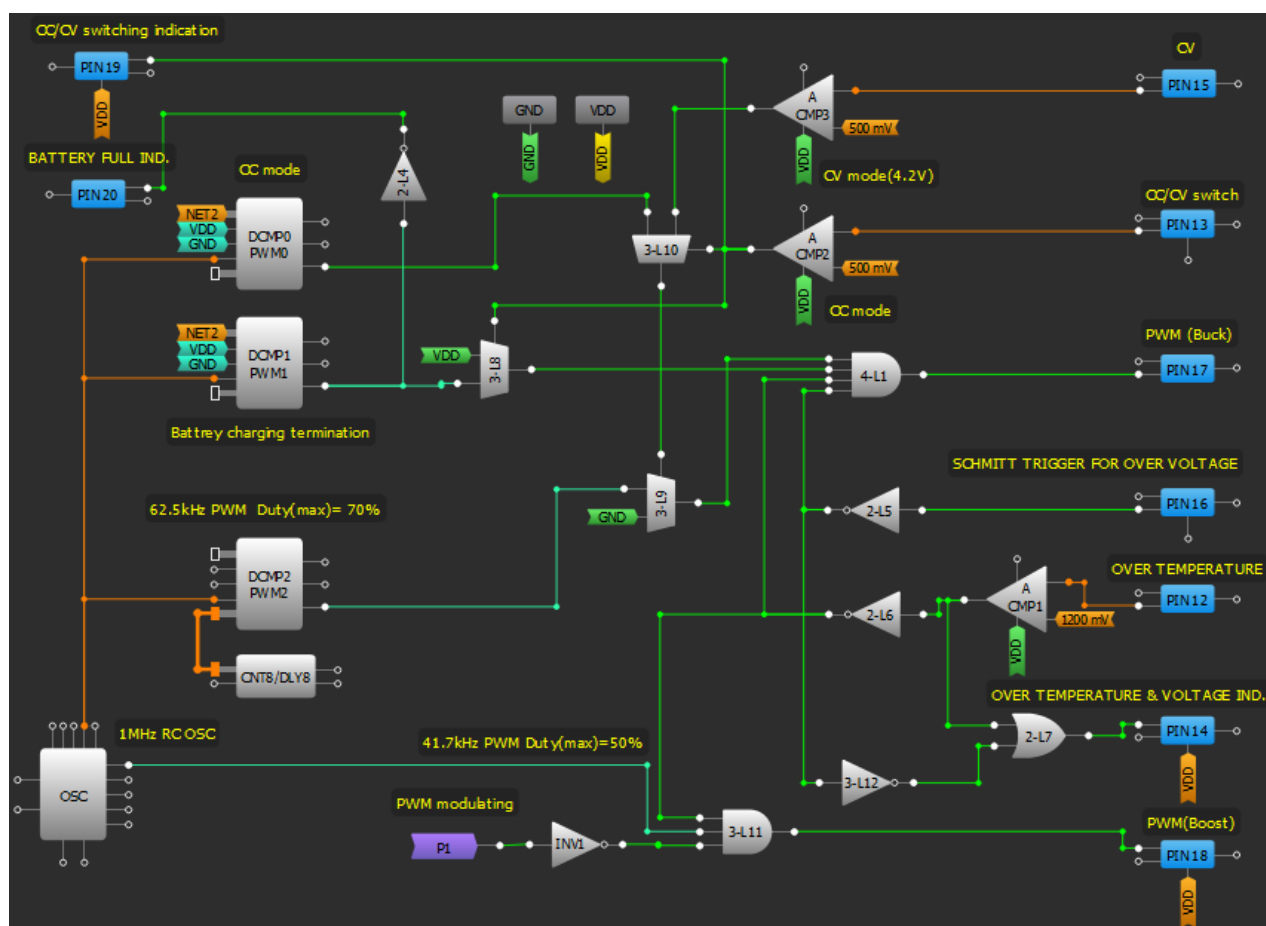 CC/CV switching indication
PIN19
VDD
BATTERY FULL IND.
PIN20
CC mode
NET2
VDD
GND
DCMP0
PWM0
2-L4
GND
GND
VDD
VDD
A
CMP3
500 mV
VDD
CV mode(4.2V)
CV
PIN15
3-L10
A
CMP2
500 mV
VDD
CC mode
CC/CV switch
PIN13
NET2
VDD
GND
DCMP1
PWM1
Battrey charging termination
VDD
3-L8
4-L1
PWM (Buck)
PIN17
62.5kHz PWM Duty(max)= 70%
DCMP2
PWM2
CNT8/DLY8
GND
3-L9
SCHMITT TRIGGER FOR OVER VOLTAGE
PIN16
2-L5
OVER TEMPERATURE
PIN12
A
CMP1
1200 mV
VDD
2-L6
OVER TEMPERATURE & VOLTAGE IND.
2-L7
PIN14
VDD
3-L12
1MHz RC OSC
OSC
41.7kHz PWM Duty(max)=50%
PWM modulating
P1
INV1
3-L11
PWM(Boost)
PIN18
VDD